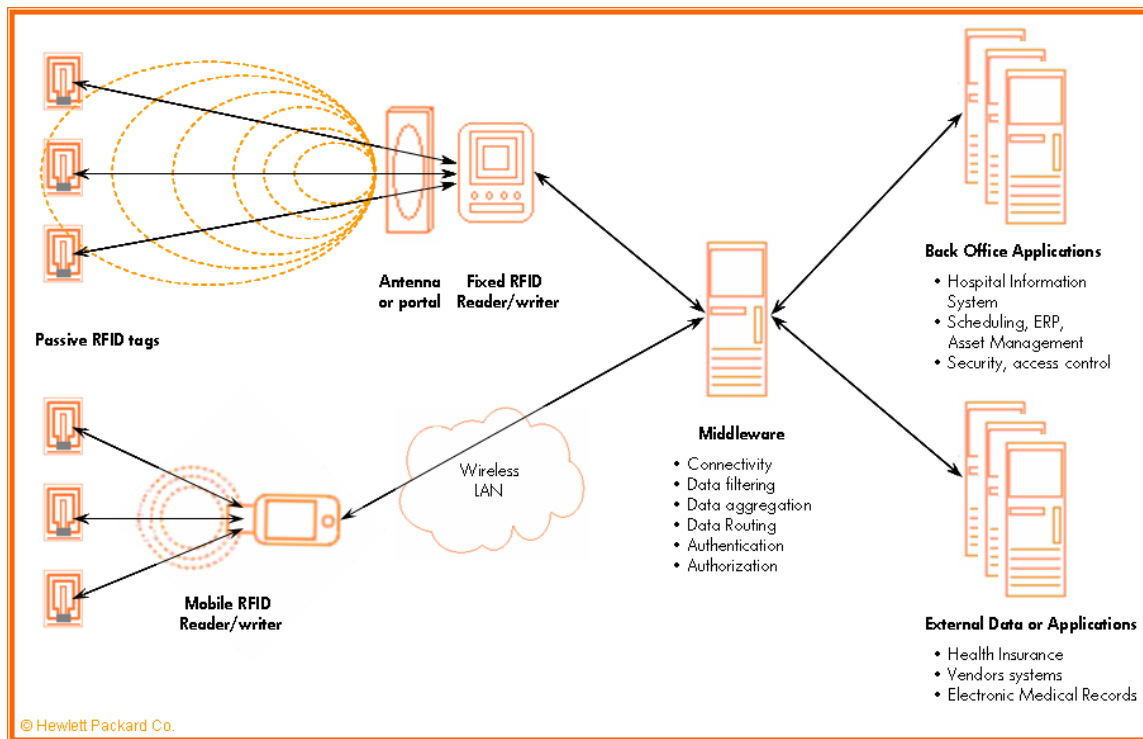 Antenna
or portal
Fixed RFID
Reader/writer
Passive RFID tags
Back Office Applications
• Hospital Information
System
• Scheduling, ERP,
Asset Management
• Security, access control
Wireless
LAN
Middleware
• Connectivity
• Data filtering
• Data aggregation
• Data Routing
• Authentication
• Authorization
Mobile RFID
Reader/writer
External Data or Applications
• Health Insurance
• Vendors systems
• Electronic Medical Records
© Hewlett Packard Co.